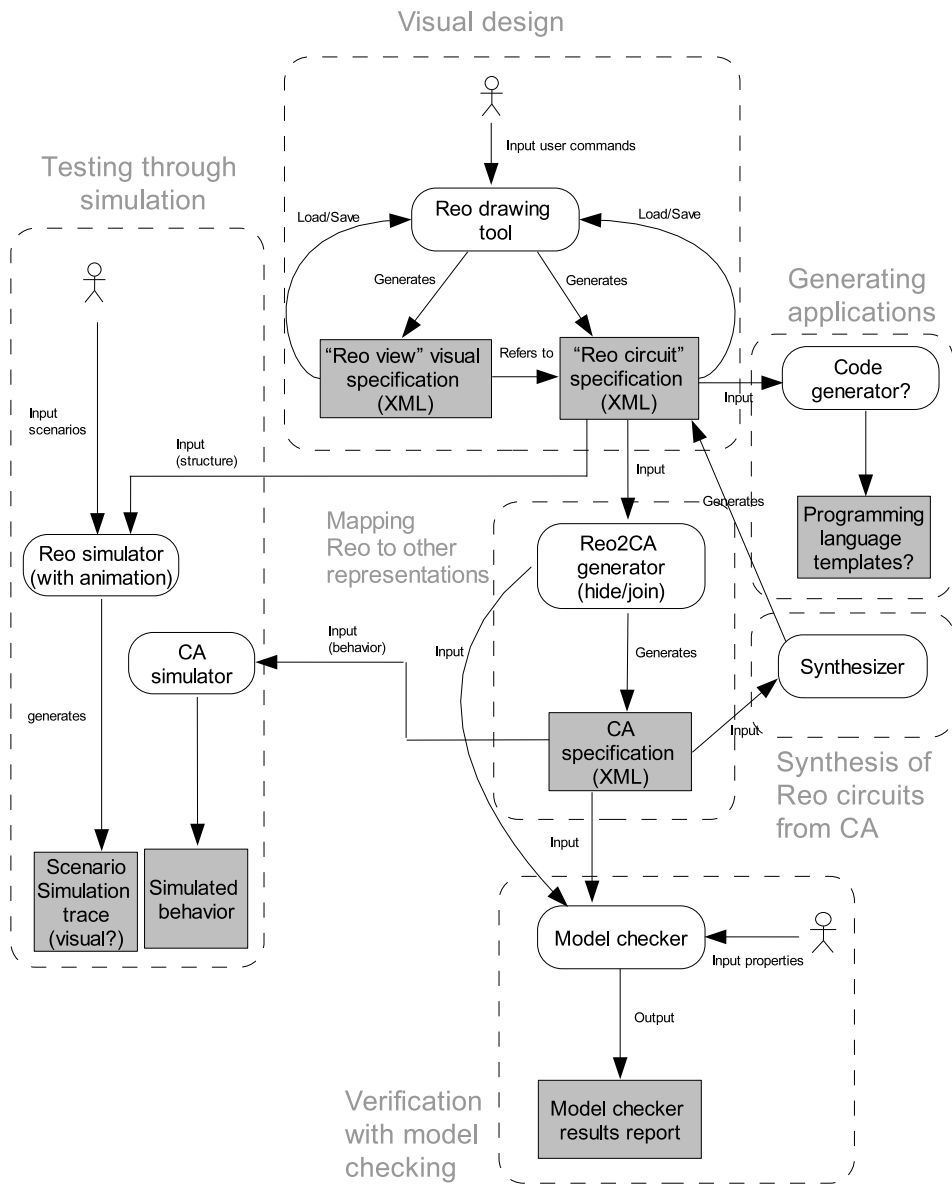 Visual design
Input user commands
Testing through
simulation
Load/Save
Reo drawing
tool
Load/Save
Generates
Generates
Generating
applications
“Reo view” visual
specification
(XML)
Refers to
“Reo circuit”
specification
(XML)
Code
generator?
Input
Input
scenarios
Input
(structure)
Input
Generates
Programming
language
templates?
Mapping
Reo to other
representations
Reo2CA
generator
(hide/join)
Reo simulator
(with animation)
CA
simulator
Input
(behavior)
Input
Generates
Synthesizer
generates
CA
specification
(XML)
Input
Synthesis of
Reo circuits
from CA
Input
Scenario
Simulation
trace
(visual?)
Simulated
behavior
Model checker
Input properties
Output
Verification
with model
checking
Model checker
results report